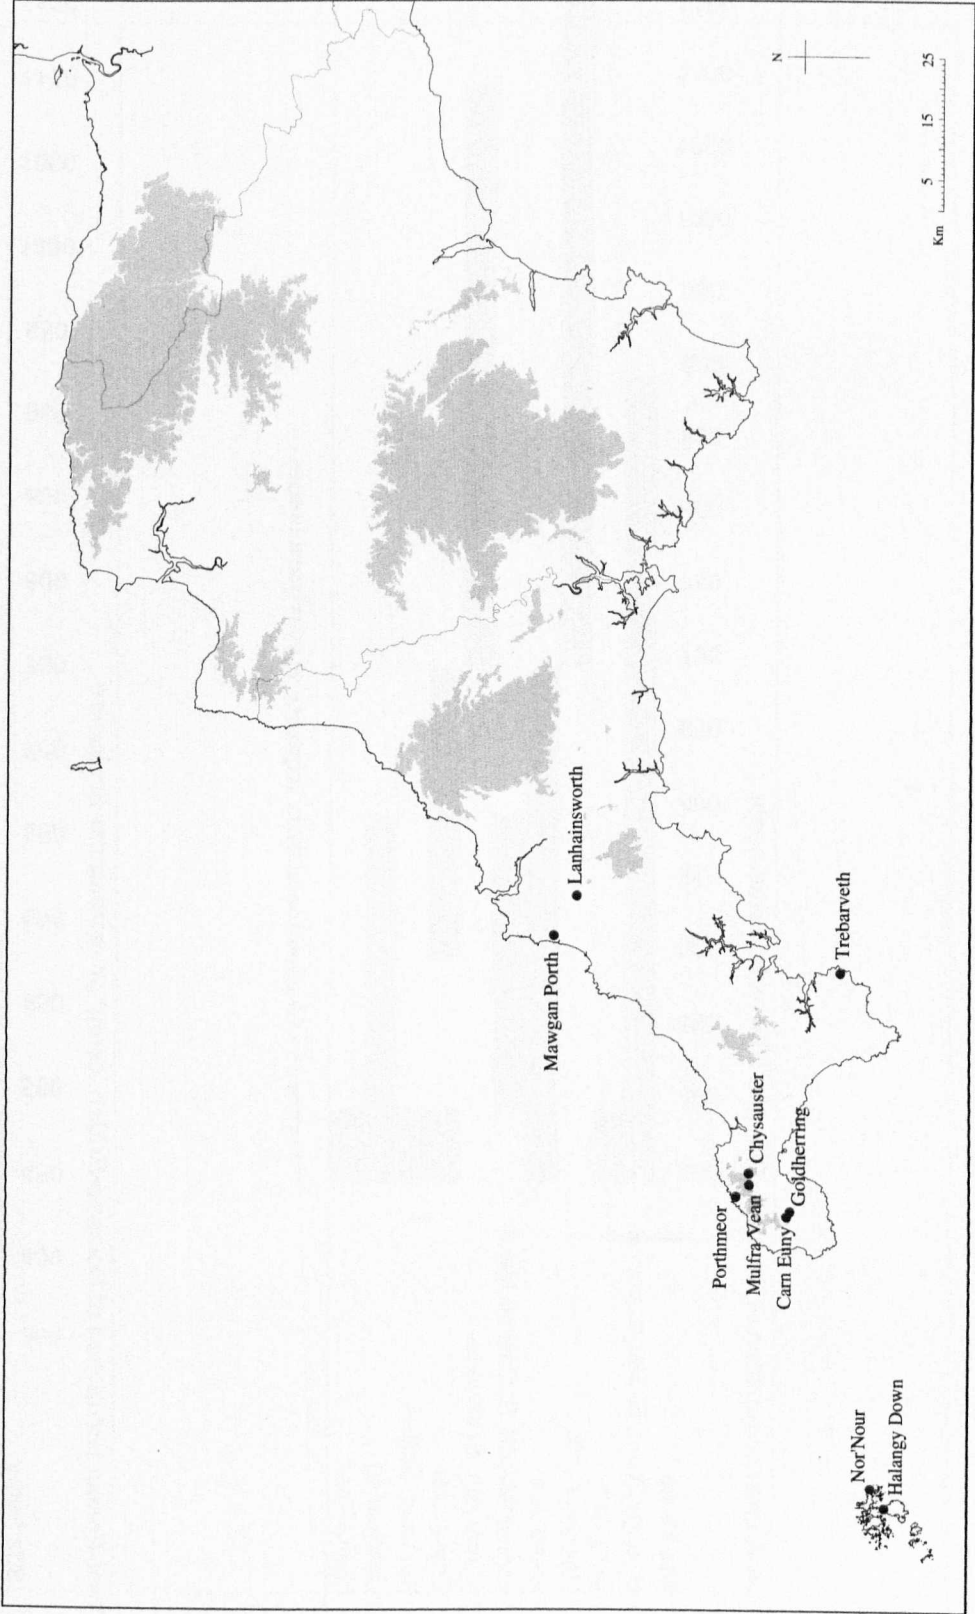 N
Km 5 15 25
Lanhainsworth
Mawgan Porth
Trebarveth
Chysauster
Porthmeor
Mulfra Vean
Goldherring
Carn Euny
Nor'Nour
Halangy Down